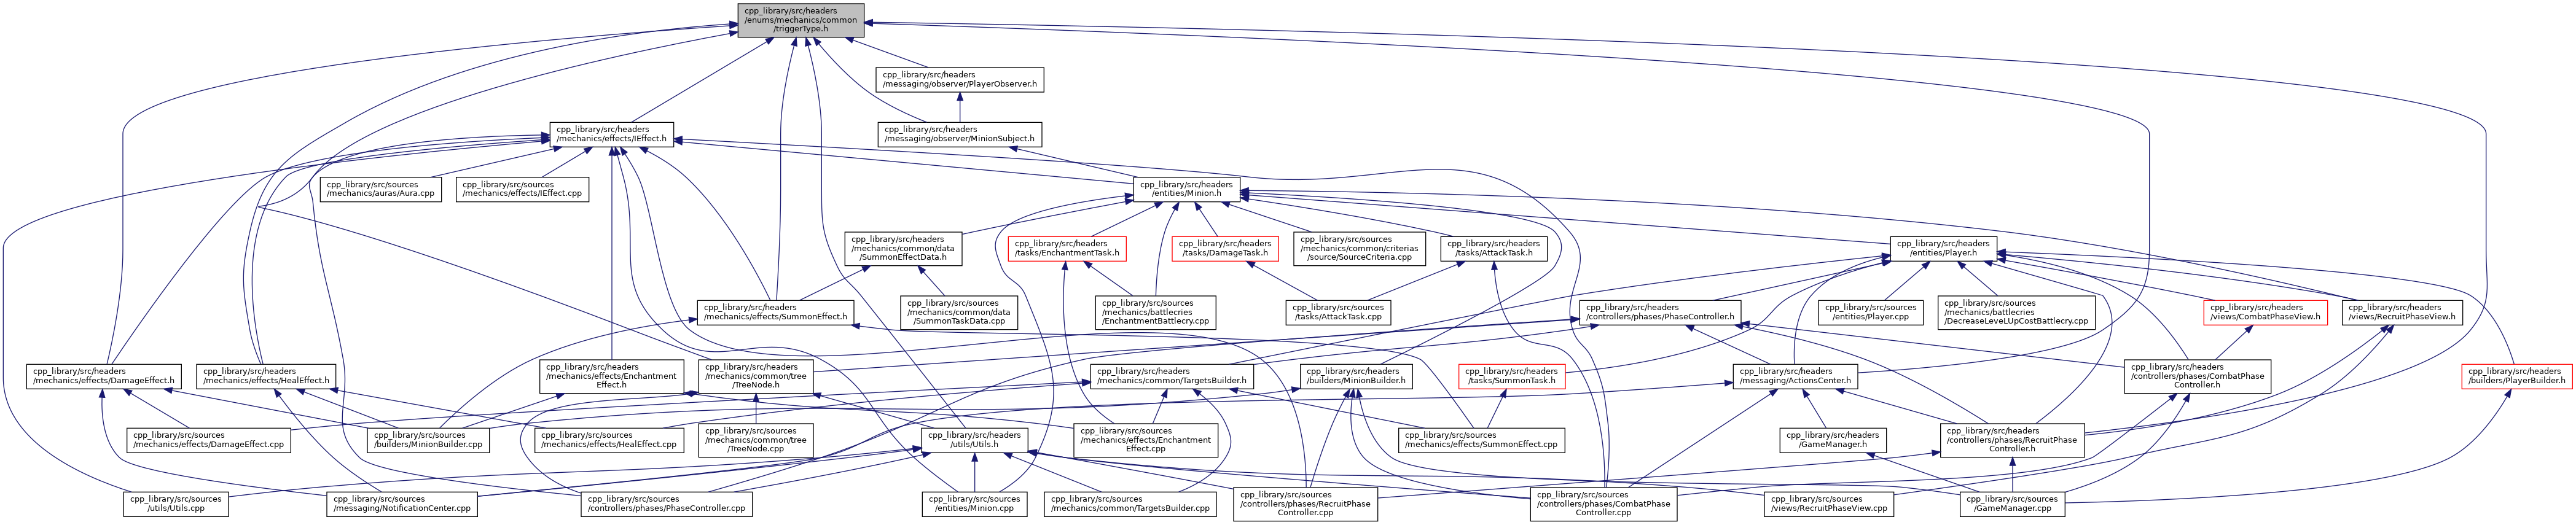 cpp_library/src/headers
/enums/mechanics/common
/triggerType.h
cpp_library/src/headers
/messaging/observer/PlayerObserver.h
cpp_library/src/headers
/mechanics/effects/IEffect.h
cpp_library/src/headers
/messaging/observer/MinionSubject.h
cpp_library/src/sources
/mechanics/auras/Aura.cpp
cpp_library/src/sources
/mechanics/effects/IEffect.cpp
cpp_library/src/headers
/entities/Minion.h
cpp_library/src/headers
/mechanics/common/data
/SummonEffectData.h
cpp_library/src/headers
/tasks/EnchantmentTask.h
cpp_library/src/headers
/tasks/DamageTask.h
cpp_library/src/sources
/mechanics/common/criterias
/source/SourceCriteria.cpp
cpp_library/src/headers
/tasks/AttackTask.h
cpp_library/src/headers
/entities/Player.h
cpp_library/src/headers
/mechanics/effects/SummonEffect.h
cpp_library/src/sources
/mechanics/common/data
/SummonTaskData.cpp
cpp_library/src/sources
/mechanics/battlecries
/EnchantmentBattlecry.cpp
cpp_library/src/sources
/tasks/AttackTask.cpp
cpp_library/src/headers
/controllers/phases/PhaseController.h
cpp_library/src/sources
/entities/Player.cpp
cpp_library/src/sources
/mechanics/battlecries
/DecreaseLeveLUpCostBattlecry.cpp
cpp_library/src/headers
/views/CombatPhaseView.h
cpp_library/src/headers
/views/RecruitPhaseView.h
cpp_library/src/headers
/mechanics/effects/DamageEffect.h
cpp_library/src/headers
/mechanics/effects/HealEffect.h
cpp_library/src/headers
/mechanics/effects/Enchantment
Effect.h
cpp_library/src/headers
/mechanics/common/tree
/TreeNode.h
cpp_library/src/headers
/mechanics/common/TargetsBuilder.h
cpp_library/src/headers
/builders/MinionBuilder.h
cpp_library/src/headers
/tasks/SummonTask.h
cpp_library/src/headers
/messaging/ActionsCenter.h
cpp_library/src/headers
/controllers/phases/CombatPhase
Controller.h
cpp_library/src/headers
/builders/PlayerBuilder.h
cpp_library/src/sources
/mechanics/effects/DamageEffect.cpp
cpp_library/src/sources
/builders/MinionBuilder.cpp
cpp_library/src/sources
/mechanics/effects/HealEffect.cpp
cpp_library/src/sources
/mechanics/common/tree
/TreeNode.cpp
cpp_library/src/headers
/utils/Utils.h
cpp_library/src/sources
/mechanics/effects/Enchantment
Effect.cpp
cpp_library/src/sources
/mechanics/effects/SummonEffect.cpp
cpp_library/src/headers
/GameManager.h
cpp_library/src/headers
/controllers/phases/RecruitPhase
Controller.h
cpp_library/src/sources
/utils/Utils.cpp
cpp_library/src/sources
/messaging/NotificationCenter.cpp
cpp_library/src/sources
/controllers/phases/PhaseController.cpp
cpp_library/src/sources
/entities/Minion.cpp
cpp_library/src/sources
/mechanics/common/TargetsBuilder.cpp
cpp_library/src/sources
/controllers/phases/RecruitPhase
Controller.cpp
cpp_library/src/sources
/controllers/phases/CombatPhase
Controller.cpp
cpp_library/src/sources
/views/RecruitPhaseView.cpp
cpp_library/src/sources
/GameManager.cpp